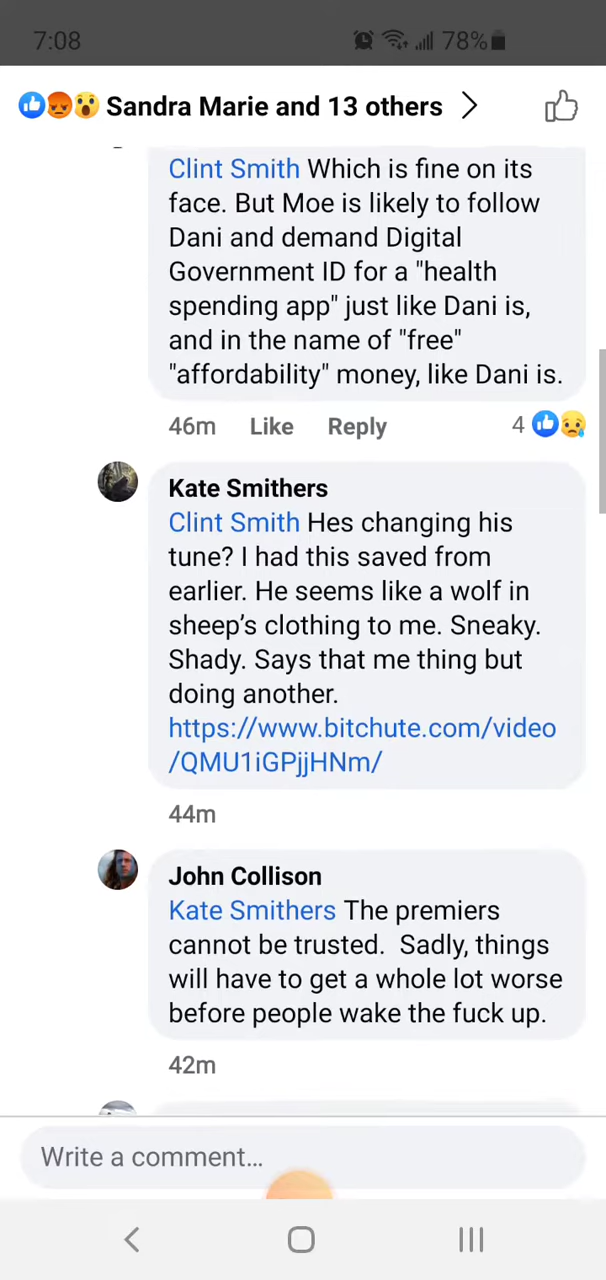 7:08
78%
Sandra Marie and 13 others
Clint Smith Which is fine on its
face. But Moe is likely to follow
Dani and demand Digital
Government ID for a "health
spending app" just like Dani is,
and in the name of "free"
"affordability" money, like Dani is.
46m Like Reply 4
Kate Smithers
Clint Smith Hes changing his
tune? I had this saved from
earlier. He seems like a wolf in
sheep's clothing to me. Sneaky.
Shady. Says that me thing but
doing another.
https://www.bitchute.com/video
/QMU1iGPjjHNm/
44m
John Collison
Kate Smithers The premiers
cannot be trusted.  Sadly, things
will have to get a whole lot worse
before people wake the fuck up.
42m
Write a comment...